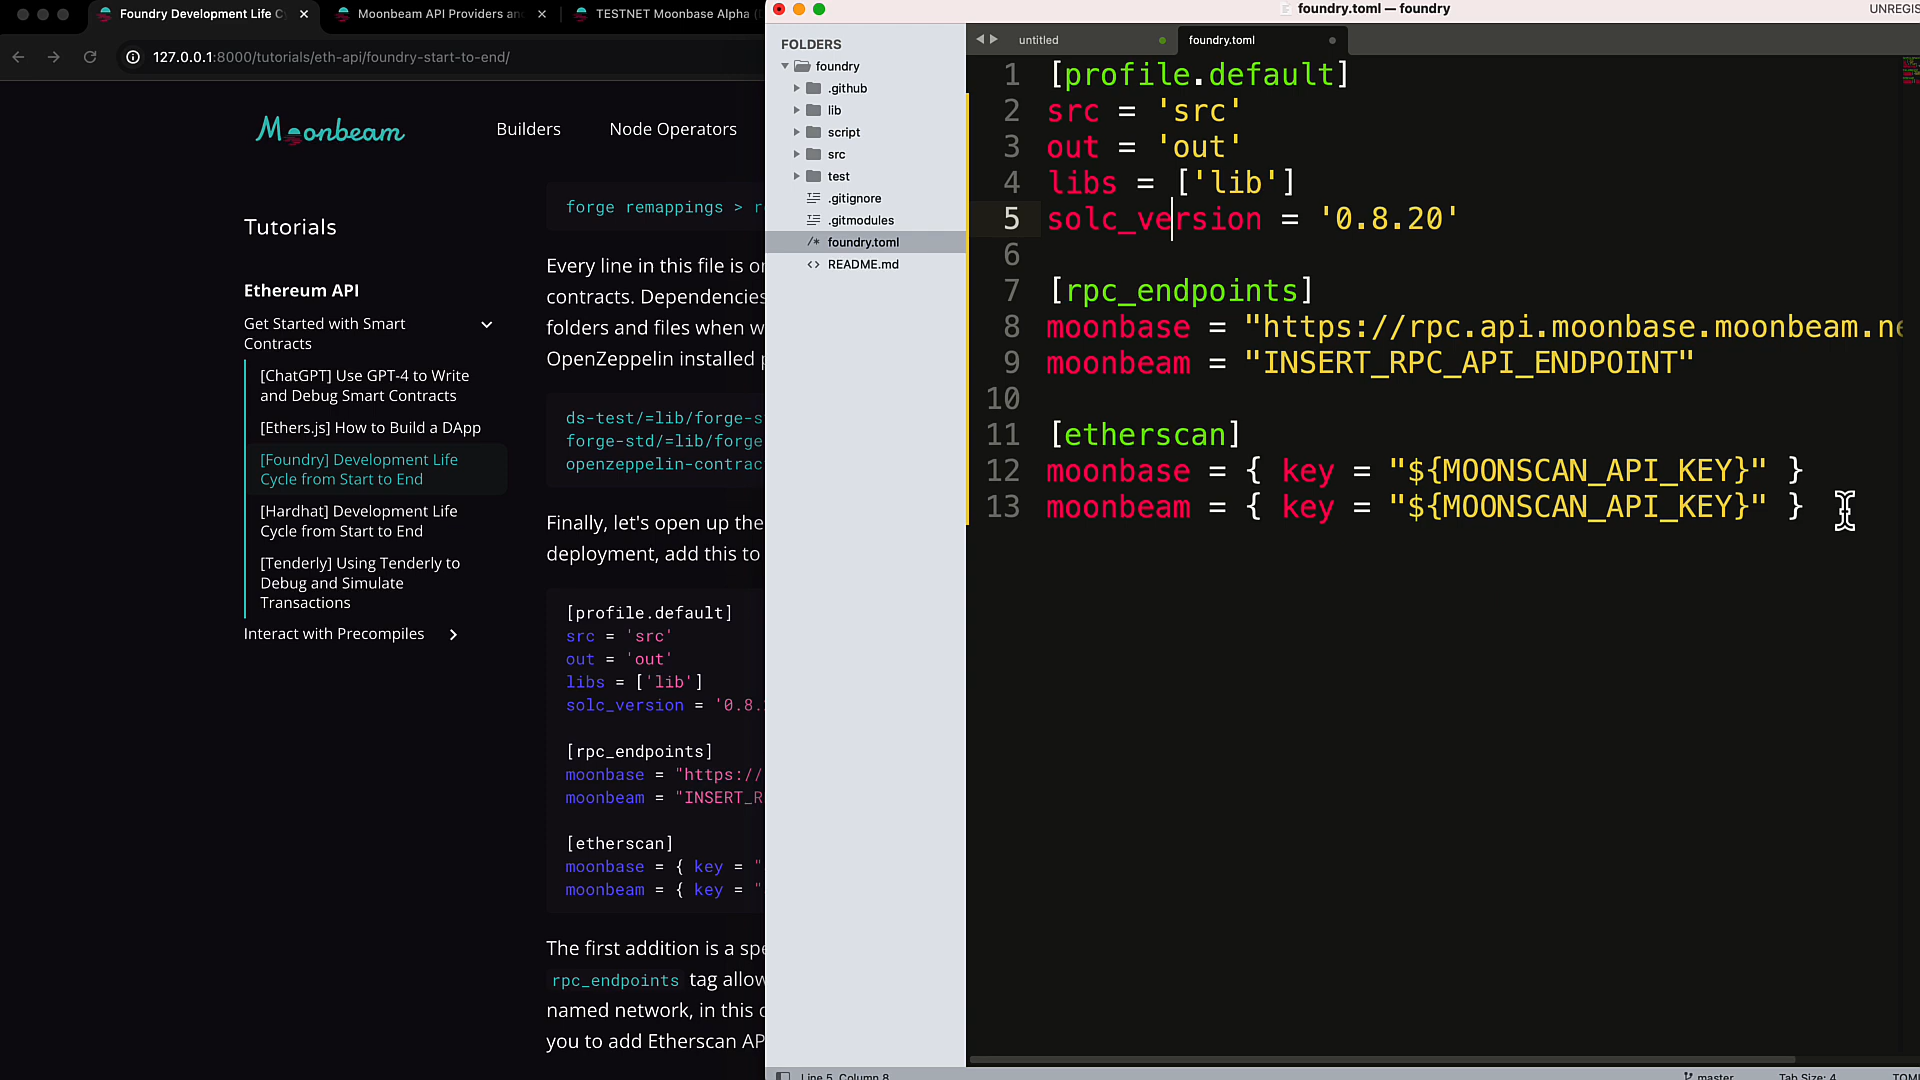 Foundry Development Life C
Moonbeam API Providers an
TESTNET Moonbase Alpha (
127.0.0.1:8000/tutorials/eth-api/foundry-start-to-end/
Moonbeam
Builders
Node Operators
Tutorials
Ethereum API
Get Started with Smart
Contracts
[ChatGPT] Use GPT-4 to Write
and Debug Smart Contracts
[Ethers.js] How to Build a DApp
[Foundry] Development Life
Cycle from Start to End
[Hardhat] Development Life
Cycle from Start to End
[Tenderly] Using Tenderly to
Debug and Simulate
Transactions
Interact with Precompiles
forge remappings > r
Every line in this file is o
contracts. Dependencies
folders and files when w
OpenZeppelin installed p
ds-test/=lib/forge-s
forge-std/=lib/forge
openzeppelin-contrac
Finally, let's open up the
deployment, add this to
[profile.default]
src = 'src'
out = 'out'
libs = ['lib']
solc_version = '0.8.
[rpc_endpoints]
moonbase = "https://
moonbeam = "INSERT_R
[etherscan]
moonbase = { key = "
moonbeam = { key = "
The first addition is a spe
rpc_endpoints tag allow
named network, in this c
you to add Etherscan AP
foundry.toml — foundry
UNREGIS
FOLDERS
foundry
.github
lib
script
src
test
.gitignore
.gitmodules
foundry.toml
README.md
untitled
foundry.toml
1 [profile.default]
2 src = 'src'
3 out = 'out'
4 libs = ['lib']
5 solc_version = '0.8.20'
6
7 [rpc_endpoints]
8 moonbase = "https://rpc.api.moonbase.moonbeam.ne
9 moonbeam = "INSERT_RPC_API_ENDPOINT"
10
11 [etherscan]
12 moonbase = { key = "${MOONSCAN_API_KEY}" }
13 moonbeam = { key = "${MOONSCAN_API_KEY}" }
Line 5, Column 8
master
Tab Size: 4
TOML